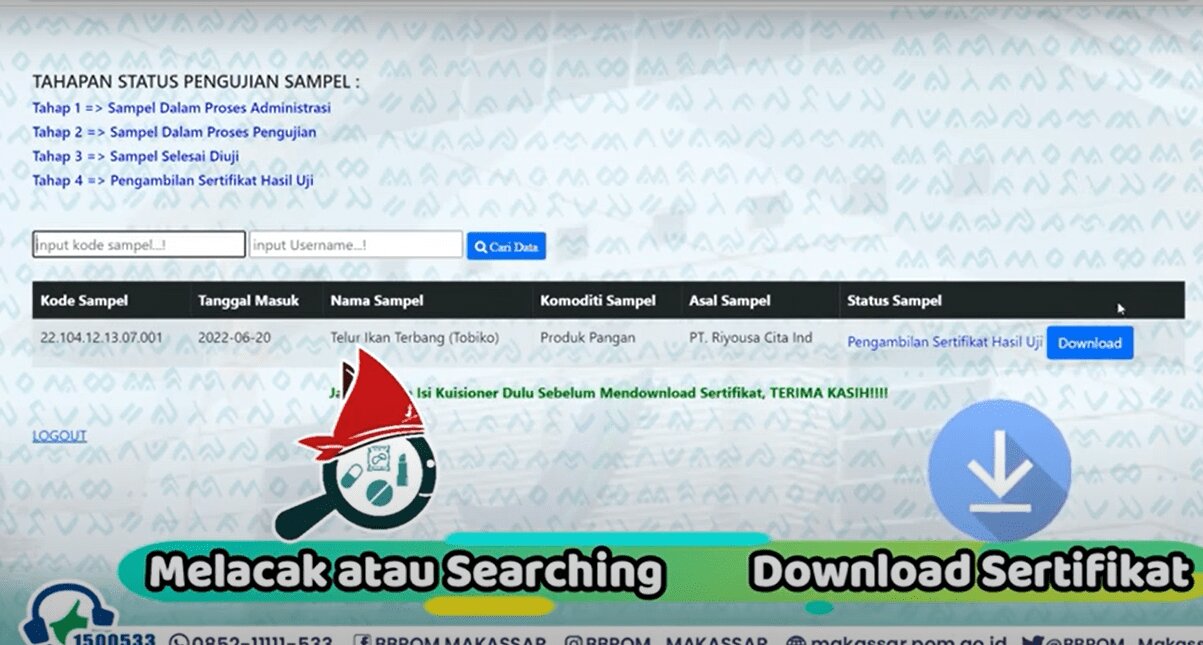 TAHAPAN STATUS PENGUJIAN SAMPEL :
Tahap 1 => Sampel Dalam Proses Administrasi
Tahap 2 => Sampel Dalam Proses Pengujian
Tahap 3 => Sampel Selesai Diuji
Tahap 4 => Pengambilan Sertifikat Hasil Uji
input kode sampel...! input Username...! Cari Data
Kode Sampel Tanggal Masuk Nama Sampel Komoditi Sampel Asal Sampel Status Sampel
22.104.12.13.07.001 2022-06-20 Telur Ikan Terbang (Tobiko) Produk Pangan PT. Riyousa Cita Ind Pengambilan Sertifikat Hasil Uji Download
Isi Kuisioner Dulu Sebelum Mendownload Sertifikat, TERIMA KASIH!!!!
LOGOUT
Melacak atau Searching Download Sertifikat
1500533 0852-11111-533 BBPOM MAKASSAR BBPOM_MAKASSAR makassar.pom.go.id @BBPOM_Makass